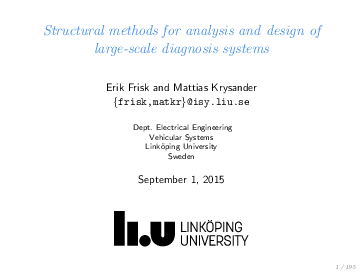 Structural methods for analysis and design of
large-scale diagnosis systems
Erik Frisk and Mattias Krysander
{frisk,matkr}@isy.liu.se
Dept. Electrical Engineering
Vehicular Systems
Linköping University
Sweden
September 1, 2015
li.u LINKÖPING
UNIVERSITY
1 / 193